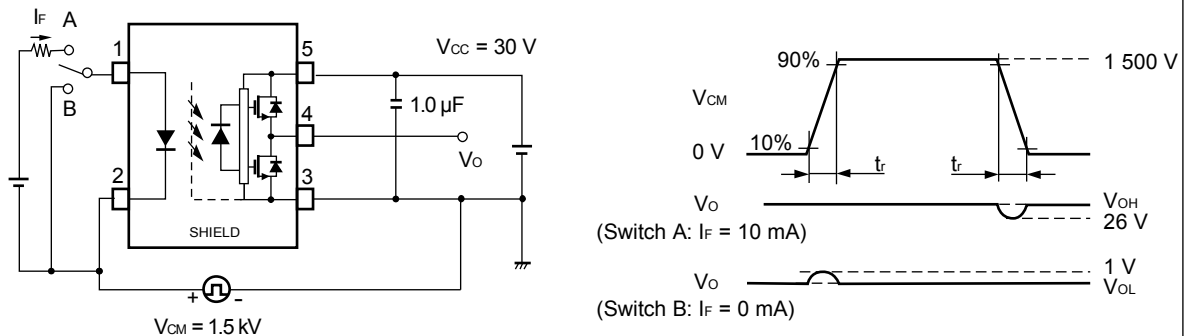 IF
A
1
B
2
SHIELD
5
4
3
VCC = 30 V
1.0 µF
VO
+
-
VCM = 1.5 kV
90%
10%
VCM
0 V
1 500 V
tr
tr
VO
(Switch A: IF = 10 mA)
VOH
26 V
VO
(Switch B: IF = 0 mA)
1 V
VOL